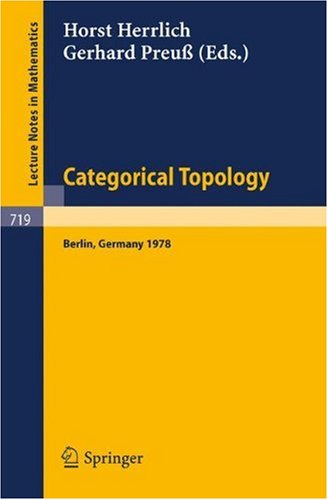 Horst Herrlich
Gerhard Preuß (Eds.)
Lecture Notes in Mathematics
719
Categorical Topology
Berlin, Germany 1978
Springer